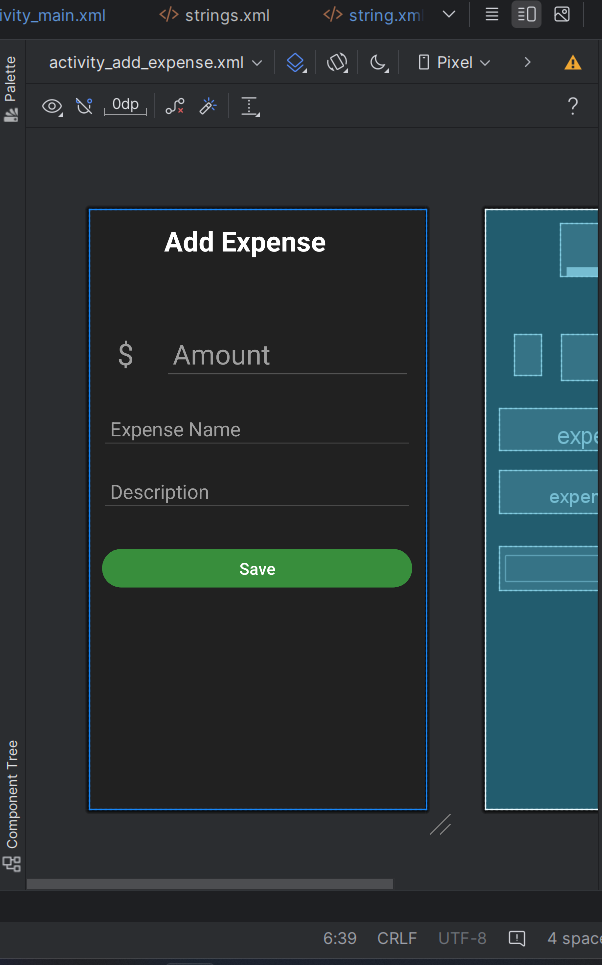 ivity_main.xml
strings.xml
string.xml
Palette
activity_add_expense.xml
Pixel
0dp
?
Add Expense
$
Amount
Expense Name
expe
Description
expen
Save
Component Tree
6:39
CRLF
UTF-8
4 spac